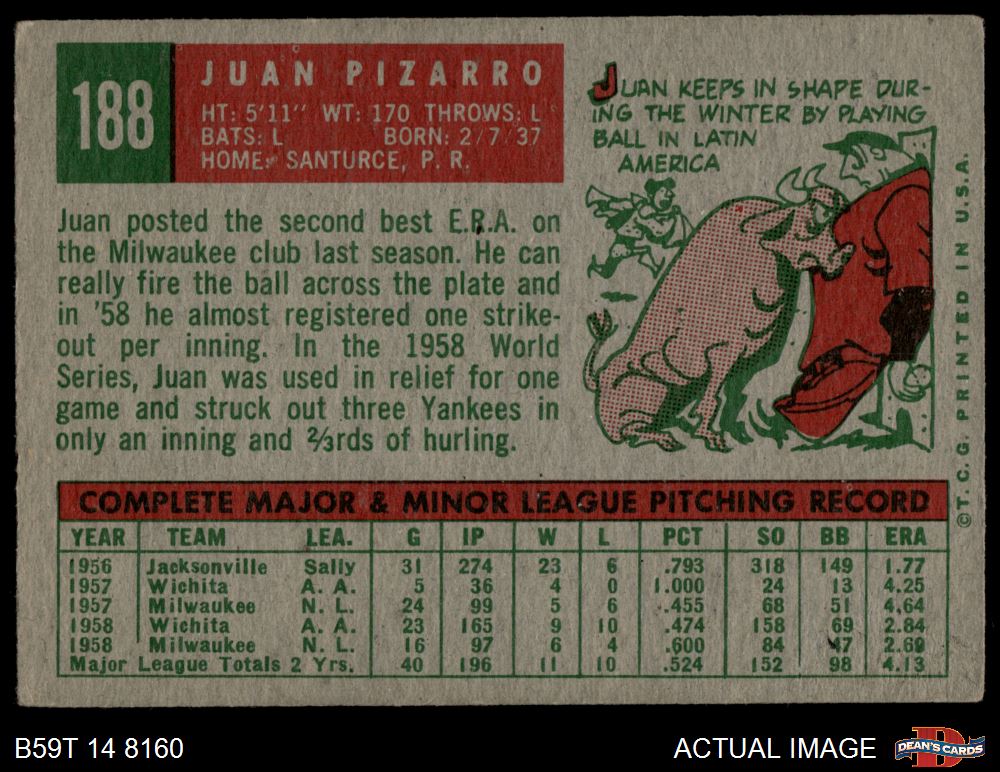 188
JUAN PIZARRO
HT: 5'11" WT: 170 THROWS: L
BATS: L BORN: 2/7/37
HOME: SANTURCE, P. R.
JUAN KEEPS IN SHAPE DUR-
ING THE WINTER BY PLAYING
BALL IN LATIN
AMERICA
Juan posted the second best E.R.A. on
the Milwaukee club last season. He can
really fire the ball across the plate and
in '58 he almost registered one strike-
out per inning. In the 1958 World
Series, Juan was used in relief for one
game and struck out three Yankees in
only an inning and ⅔rds of hurling.
©T.C.G. PRINTED IN U.S.A.
COMPLETE MAJOR & MINOR LEAGUE PITCHING RECORD
YEAR TEAM LEA. G IP W L PCT SO BB ERA
1956 Jacksonville Sally 31 274 23 6 .793 318 149 1.77
1957 Wichita A. A. 5 36 4 0 1.000 24 13 4.25
1957 Milwaukee N. L. 24 99 5 6 .455 68 51 4.64
1958 Wichita A. A. 23 165 9 10 .474 158 69 2.84
1958 Milwaukee N. L. 16 97 6 4 .600 84 47 2.69
Major League Totals 2 Yrs. 40 196 11 10 .524 152 98 4.13
B59T 14 8160
ACTUAL IMAGE
D
DEAN'S CARDS